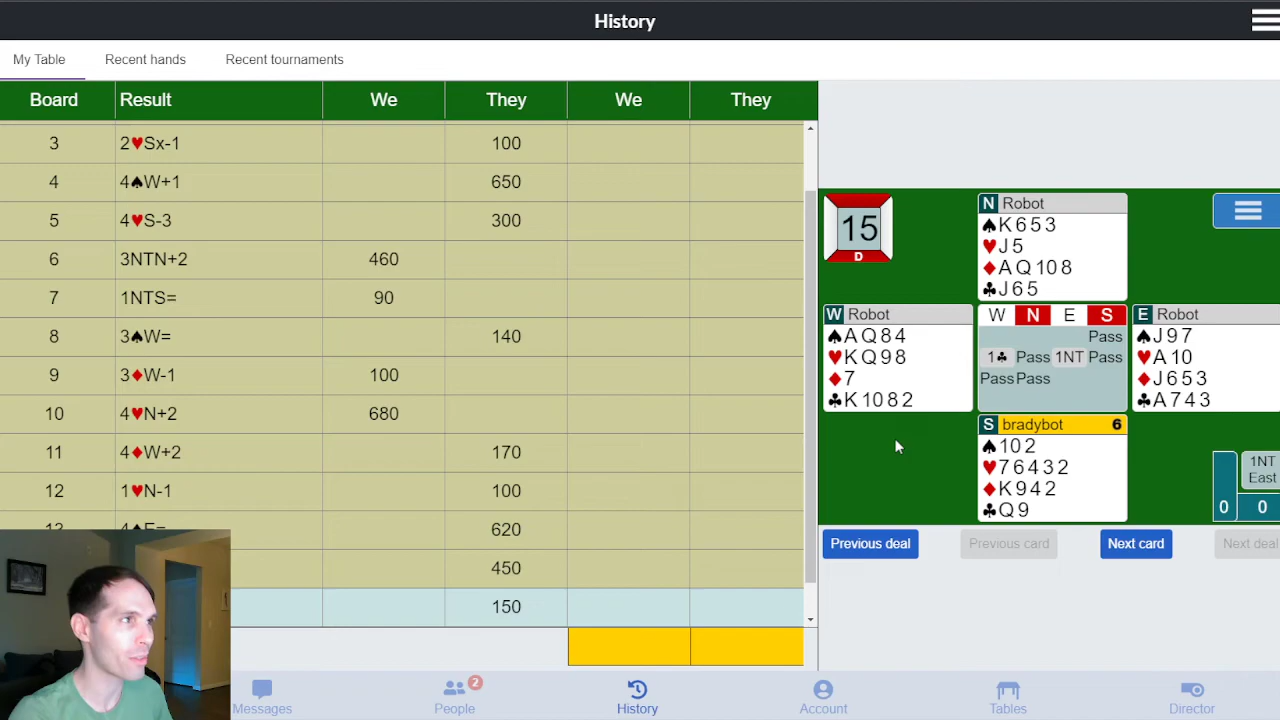 History
My Table Recent hands Recent tournaments
Board Result We They We They
3 2♥Sx-1 100
4 4♠W+1 650
5 4♥S-3 300
6 3NTN+2 460
7 1NTS= 90
8 3♠W= 140
9 3♦W-1 100
10 4♥N+2 680
11 4♦W+2 170
12 1♥N-1 100
620
450
150
15
D
N Robot
♠K 6 5 3
♥J 5
♦A Q 10 8
♣J 6 5
W Robot
♠A Q 8 4
♥K Q 9 8
♦7
♣K 10 8 2
W N E S
Pass
1♣ Pass 1NT Pass
Pass Pass
E Robot
♠J 9 7
♥A 10
♦J 6 5 3
♣A 7 4 3
S bradybot 6
♠10 2
♥7 6 4 3 2
♦K 9 4 2
♣Q 9
1NT
East
0 0
Previous deal Previous card Next card Next deal
Messages People 2 History Account Tables Director